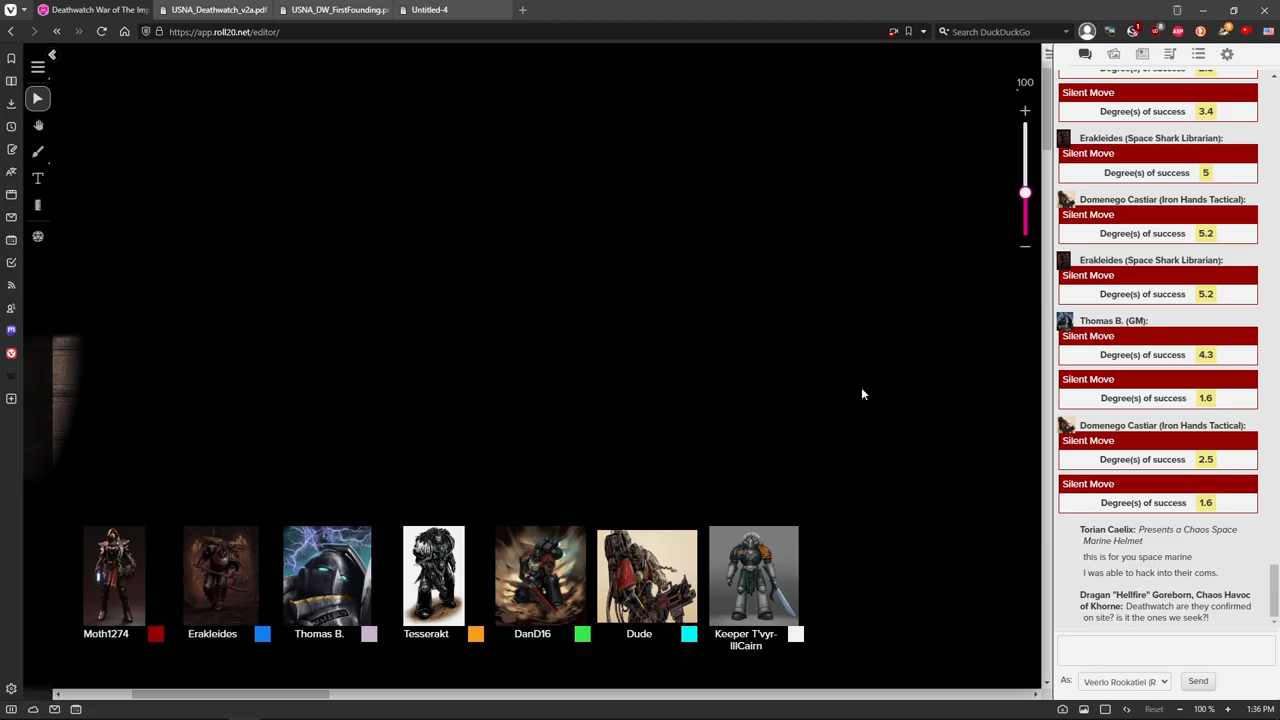 Deathwatch War of The Imp
USNA_Deathwatch_v2a.pdf
USNA_DW_FirstFounding.pd
Untitled-4
https://app.roll20.net/editor/
Search DuckDuckGo
100
Silent Move
Degree(s) of success 3.4
Erakleides (Space Shark Librarian):
Silent Move
Degree(s) of success 5
Domenego Castiar (Iron Hands Tactical):
Silent Move
Degree(s) of success 5.2
Erakleides (Space Shark Librarian):
Silent Move
Degree(s) of success 5.2
Thomas B. (GM):
Silent Move
Degree(s) of success 4.3
Silent Move
Degree(s) of success 1.6
Domenego Castiar (Iron Hands Tactical):
Silent Move
Degree(s) of success 2.5
Silent Move
Degree(s) of success 1.6
Torian Caelix: Presents a Chaos Space
Marine Helmet
this is for you space marine
I was able to hack into their coms.
Dragan "Hellfire" Goreborn, Chaos Havoc
of Khorne: Deathwatch are they confirmed
on site? is it the ones we seek?!
Moth1274
Erakleides
Thomas B.
Tesserakt
DanD16
Dude
Keeper T'vyr-
IllCairn
As: Veerlo Rookatiel (R
Send
Reset
100 %
1:36 PM